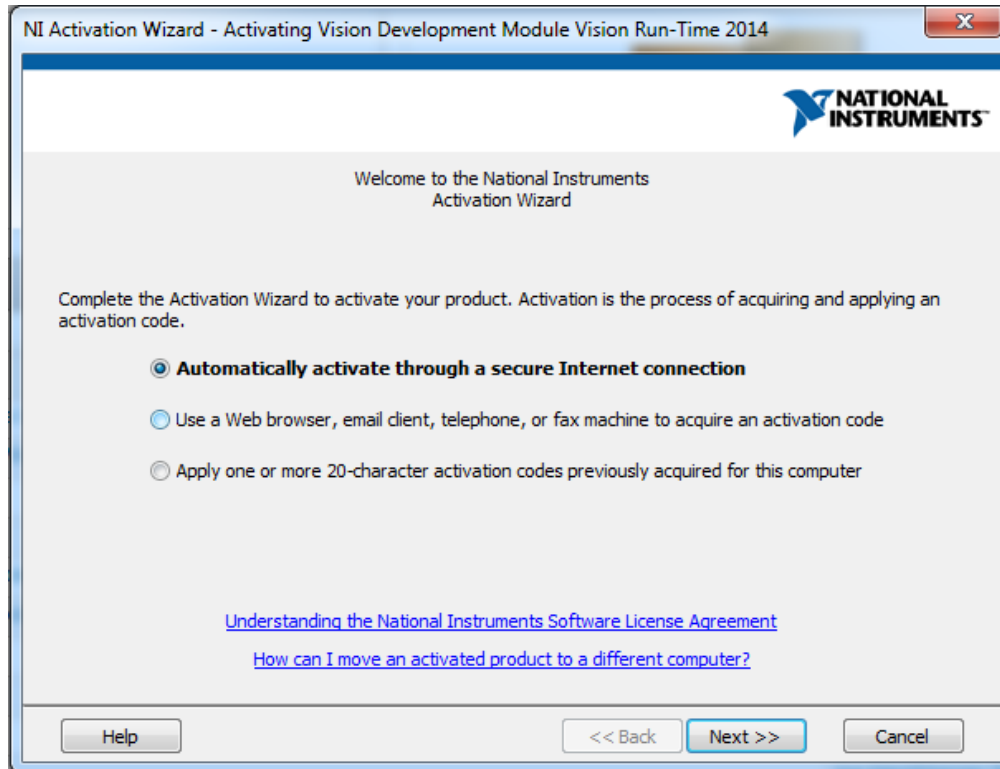 NI Activation Wizard - Activating Vision Development Module Vision Run-Time 2014
NATIONAL
INSTRUMENTS™
Welcome to the National Instruments
Activation Wizard
Complete the Activation Wizard to activate your product. Activation is the process of acquiring and applying an
activation code.
Automatically activate through a secure Internet connection
Use a Web browser, email client, telephone, or fax machine to acquire an activation code
Apply one or more 20-character activation codes previously acquired for this computer
Understanding the National Instruments Software License Agreement
How can I move an activated product to a different computer?
Help
<< Back
Next >>
Cancel